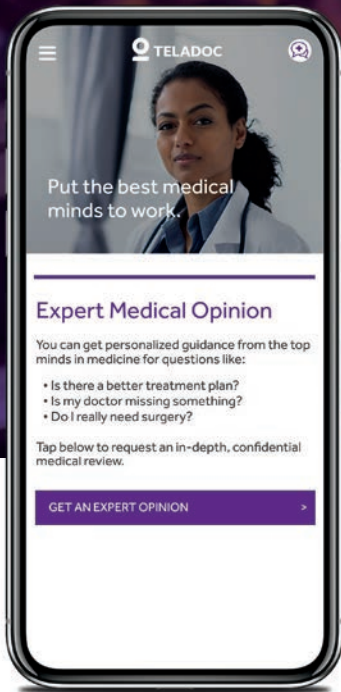 TELADOC
Put the best medical
minds to work.
Expert Medical Opinion
You can get personalized guidance from the top
minds in medicine for questions like:
• Is there a better treatment plan?
• Is my doctor missing something?
• Do I really need surgery?
Tap below to request an in-depth, confidential
medical review.
GET AN EXPERT OPINION >